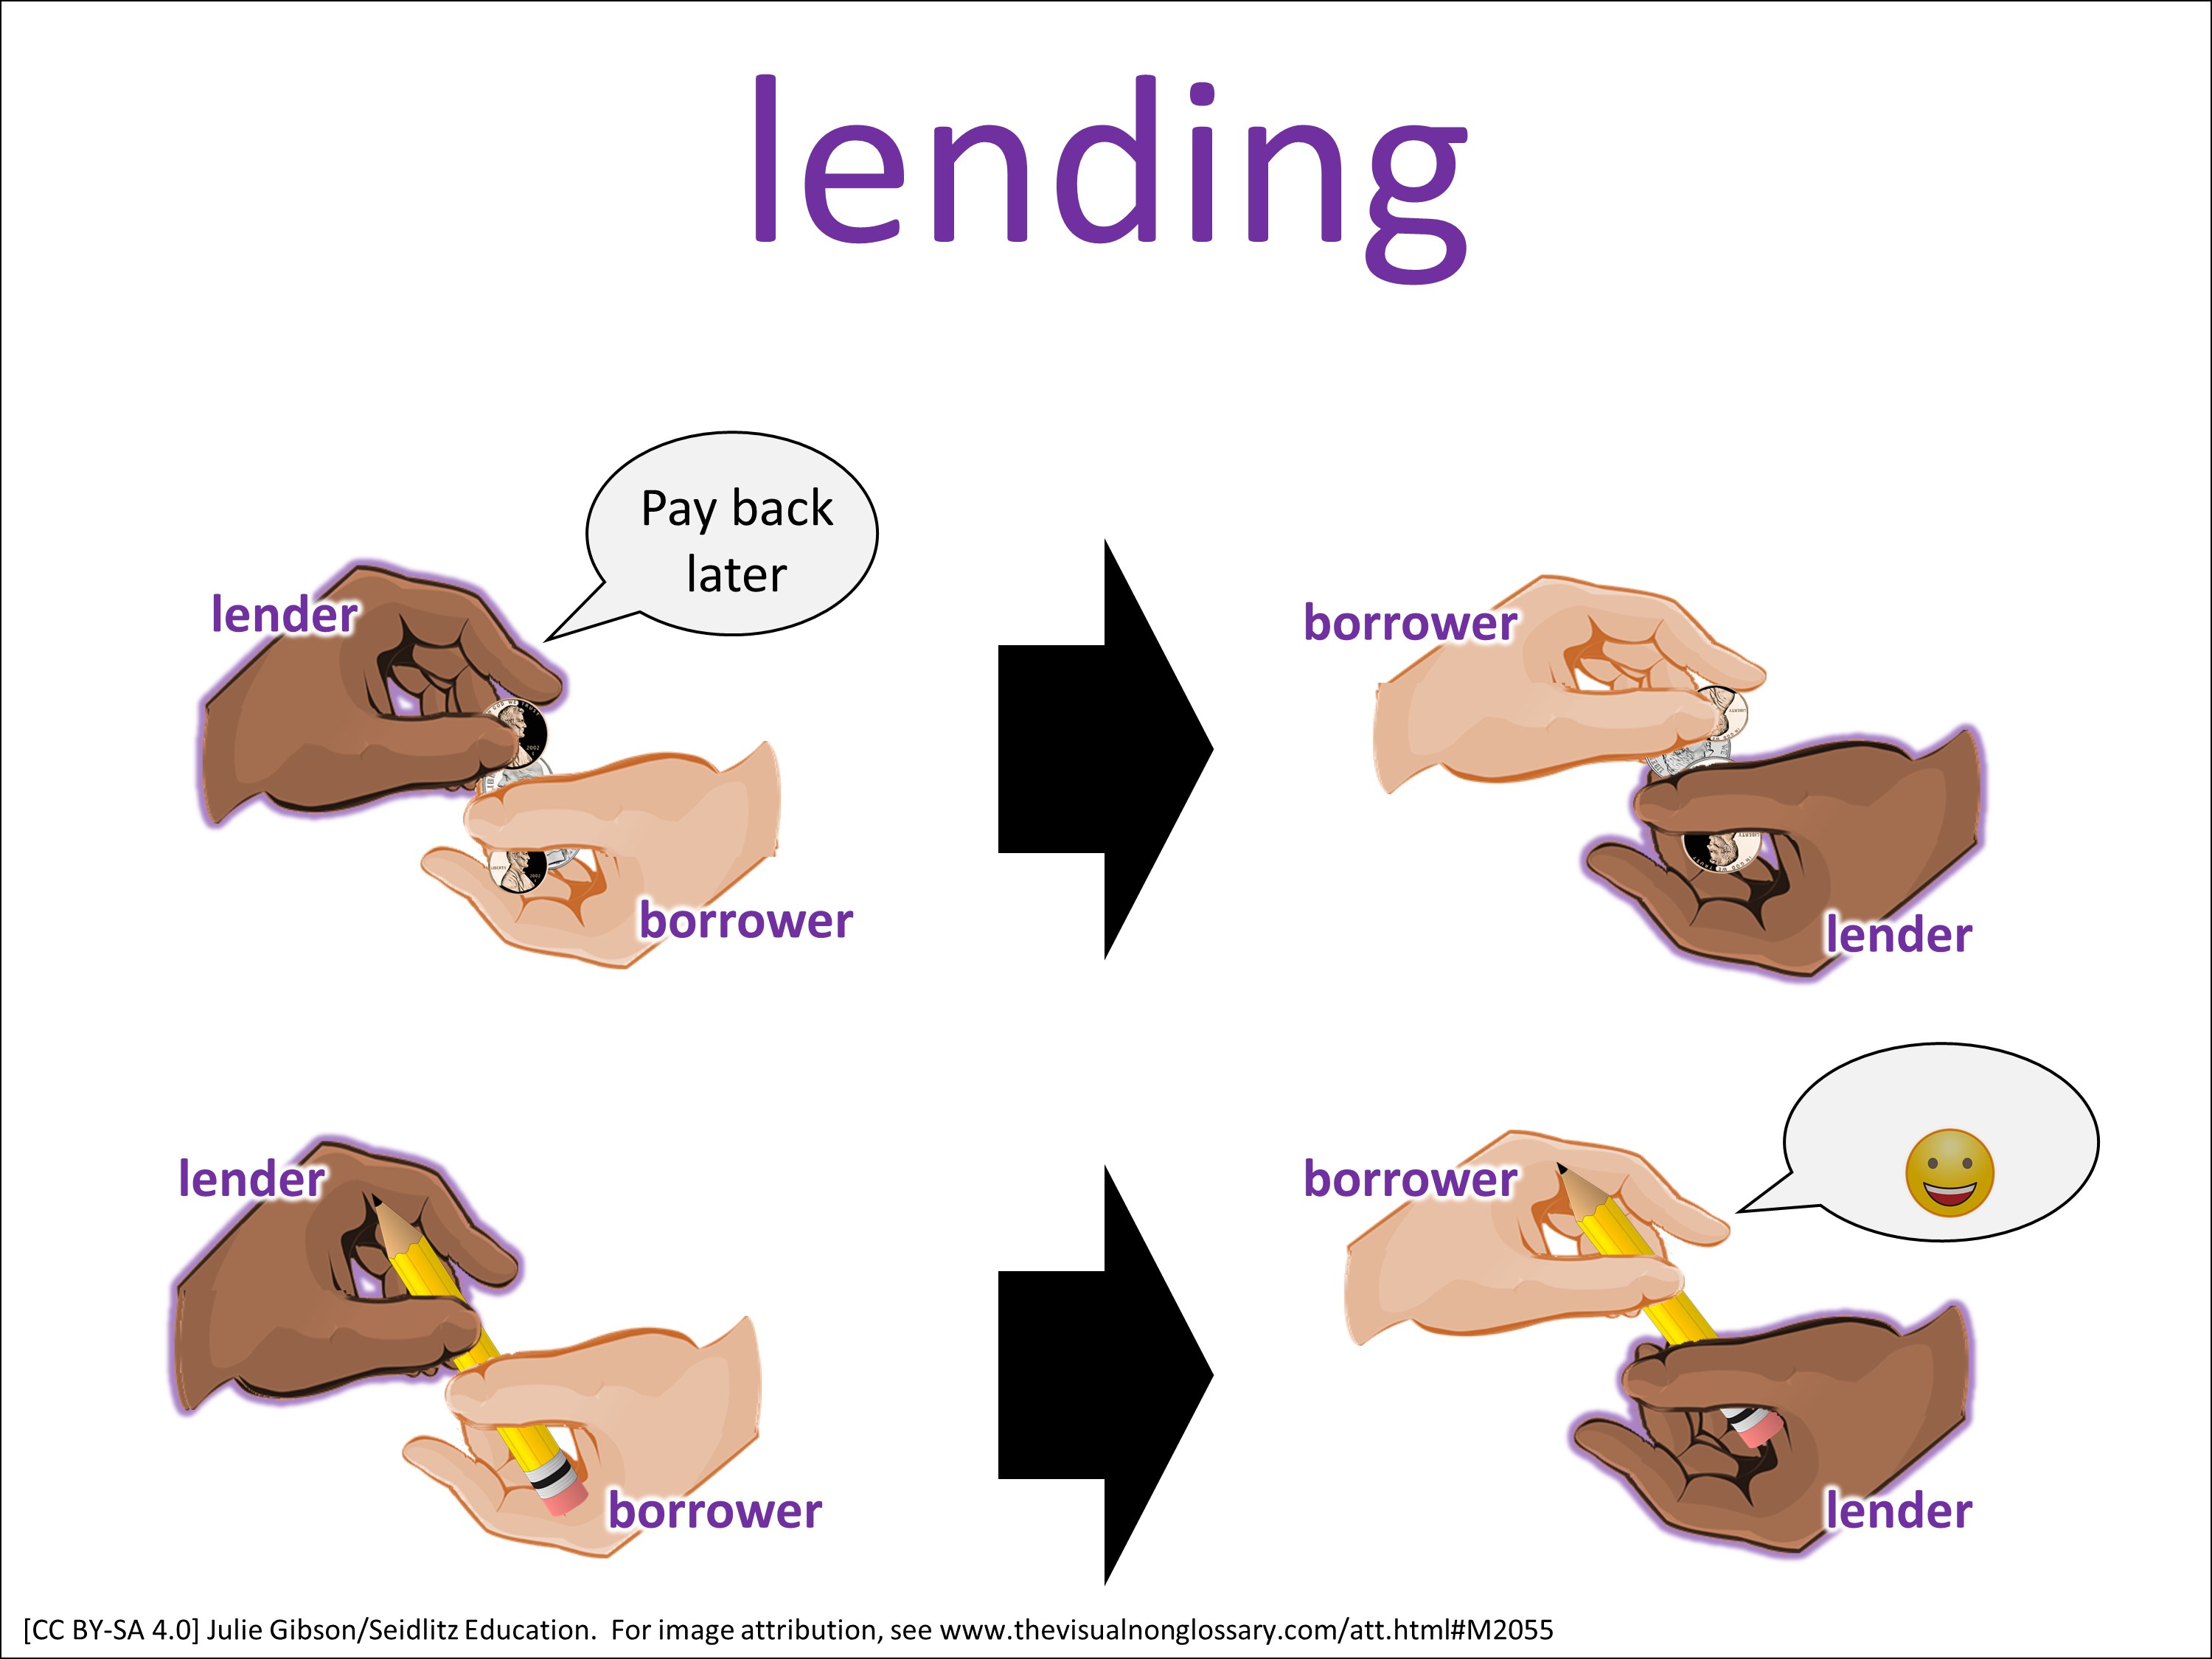 lending
Pay back
later
lender
borrower
borrower
lender
lender
borrower
borrower
lender
[CC BY-SA 4.0] Julie Gibson/Seidlitz Education.  For image attribution, see www.thevisualnonglossary.com/att.html#M2055